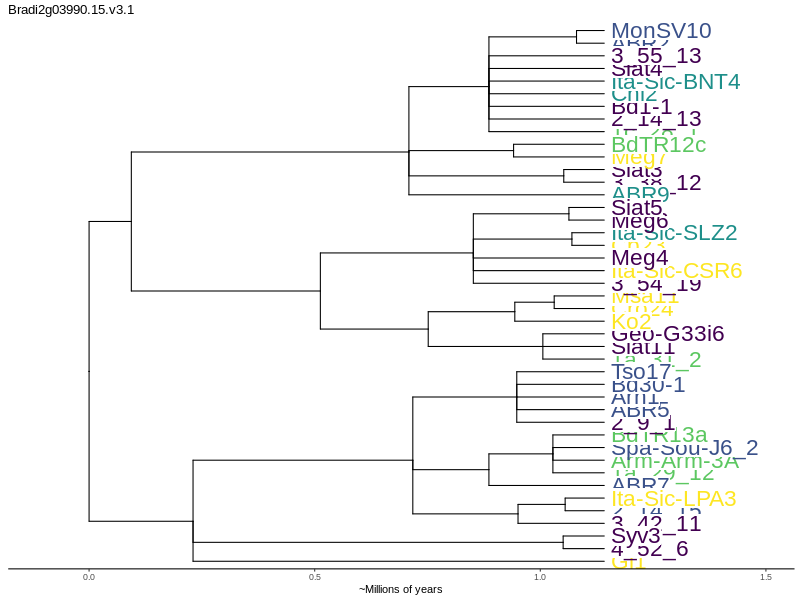 Bradi2g03990.15.v3.1
MonSV10
ABR2
3_55_13
Siat4
Ita-Sic-BNT4
Bd1-1
2_14_13
BdTR12c
Meg7
Siat3
ABR9
Siat5
Meg6
Ita-Sic-SLZ2
Meg4
Ita-Sic-CSR6
3_54_19
Msa11
Ko2
Geo-G33i6
Siat11
Tso17
Bd30-1
Arn1
ABR5
2_9_1
BdTR13a
Spa-Sou-J6_2
Arm-Arm-3A
ABR7
Ita-Sic-LPA3
3_42_11
Syv3
4_52_6
0.0
0.5
1.0
1.5
~Millions of years